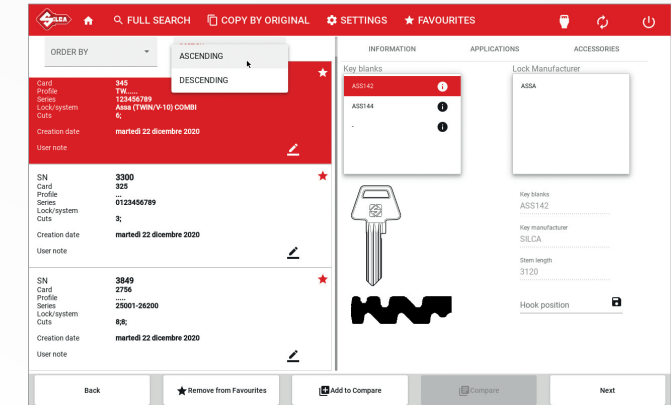 SILCA
FULL SEARCH
COPY BY ORIGINAL
SETTINGS
FAVOURITES
ORDER BY
ASCENDING
DESCENDING
Card 345
Profile TW......
Series 123456789
Lock/system Assa (TWIN/V-10) COMBI
Cuts 6;
Creation date martedì 22 dicembre 2020
User note
SN 3300
Card 325
Profile ...
Series 0123456789
Lock/system
Cuts 3;
Creation date martedì 22 dicembre 2020
User note
SN 3849
Card 2756
Profile .....
Series 25001-26200
Lock/system
Cuts 8;8;
Creation date martedì 22 dicembre 2020
User note
INFORMATION
APPLICATIONS
ACCESSORIES
Key blanks
ASS142
ASS144
-
Lock Manufacturer
ASSA
Key blanks
ASS142
Key manufacturer
SILCA
Stem length
3120
Hook position
Back
Remove from Favourites
Add to Compare
Compare
Next